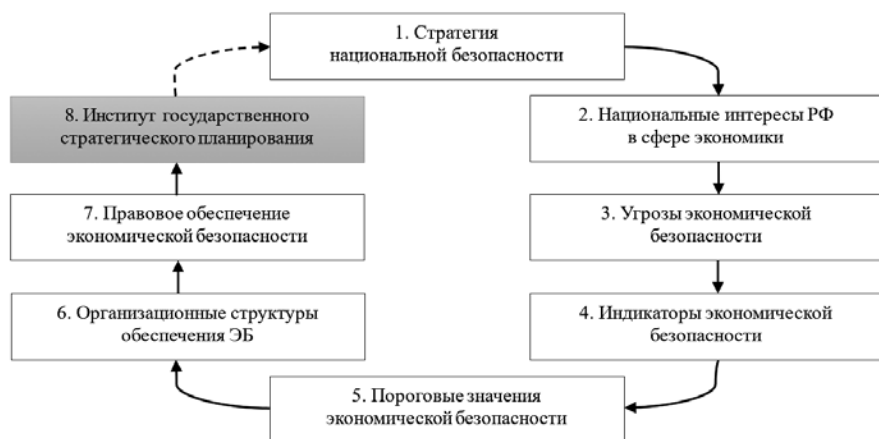 1. Стратегия
национальной безопасности
2. Национальные интересы РФ
в сфере экономики
3. Угрозы экономической
безопасности
4. Индикаторы экономической
безопасности
5. Пороговые значения
экономической безопасности
6. Организационные структуры
обеспечения ЭБ
7. Правовое обеспечение
экономической безопасности
8. Институт государственного
стратегического планирования